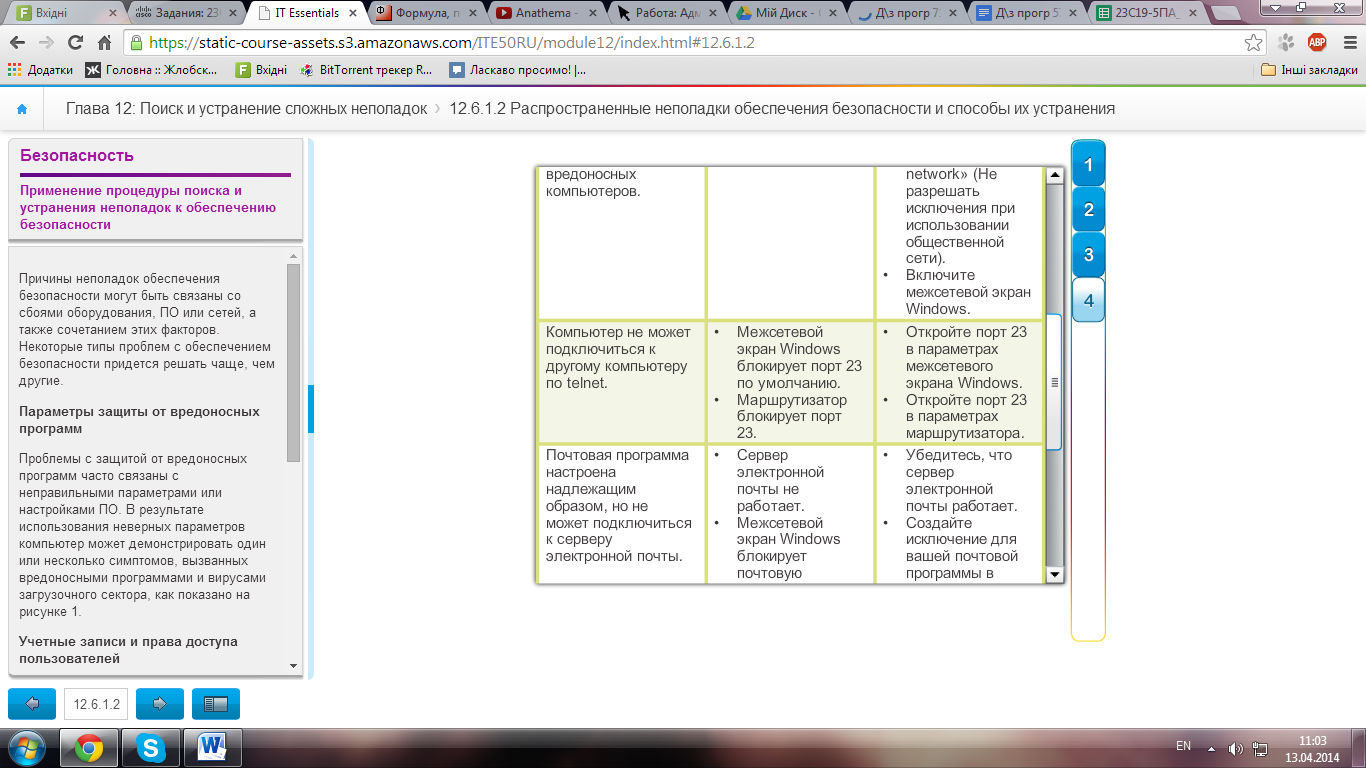 Вхідні
Задания: 23С
IT Essentials
Формула, п
Anathema -
Работа: Адм
Мій Диск - G
Д\з прогр 7
Д\з прогр 5
23С19-5ПА_
https://static-course-assets.s3.amazonaws.com/ITE50RU/module12/index.html#12.6.1.2
Додатки
Головна :: Жлобск...
Вхідні
BitTorrent трекер R...
Ласкаво просимо! |...
Інші закладки
Глава 12: Поиск и устранение сложных неполадок
12.6.1.2 Распространенные неполадки обеспечения безопасности и способы их устранения
Безопасность
Применение процедуры поиска и
устранения неполадок к обеспечению
безопасности
Причины неполадок обеспечения
безопасности могут быть связаны со
сбоями оборудования, ПО или сетей, а
также сочетанием этих факторов.
Некоторые типы проблем с обеспечением
безопасности придется решать чаще, чем
другие.
Параметры защиты от вредоносных
программ
Проблемы с защитой от вредоносных
программ часто связаны с
неправильными параметрами или
настройками ПО. В результате
использования неверных параметров
компьютер может демонстрировать один
или несколько симптомов, вызванных
вредоносными программами и вирусами
загрузочного сектора, как показано на
рисунке 1.
Учетные записи и права доступа
пользователей
вредоносных
компьютеров.
network» (Не
разрешать
исключения при
использовании
общественной
сети).
• Включите
межсетевой экран
Windows.
Компьютер не может
подключиться к
другому компьютеру
по telnet.
• Межсетевой
экран Windows
блокирует порт 23
по умолчанию.
• Маршрутизатор
блокирует порт
23.
• Откройте порт 23
в параметрах
межсетевого
экрана Windows.
• Откройте порт 23
в параметрах
маршрутизатора.
Почтовая программа
настроена
надлежащим
образом, но не
может подключиться
к серверу
электронной почты.
• Сервер
электронной
почты не
работает.
• Межсетевой
экран Windows
блокирует
почтовую
• Убедитесь, что
сервер
электронной
почты работает.
• Создайте
исключение для
вашей почтовой
программы в
1
2
3
4
12.6.1.2
EN
11:03
13.04.2014